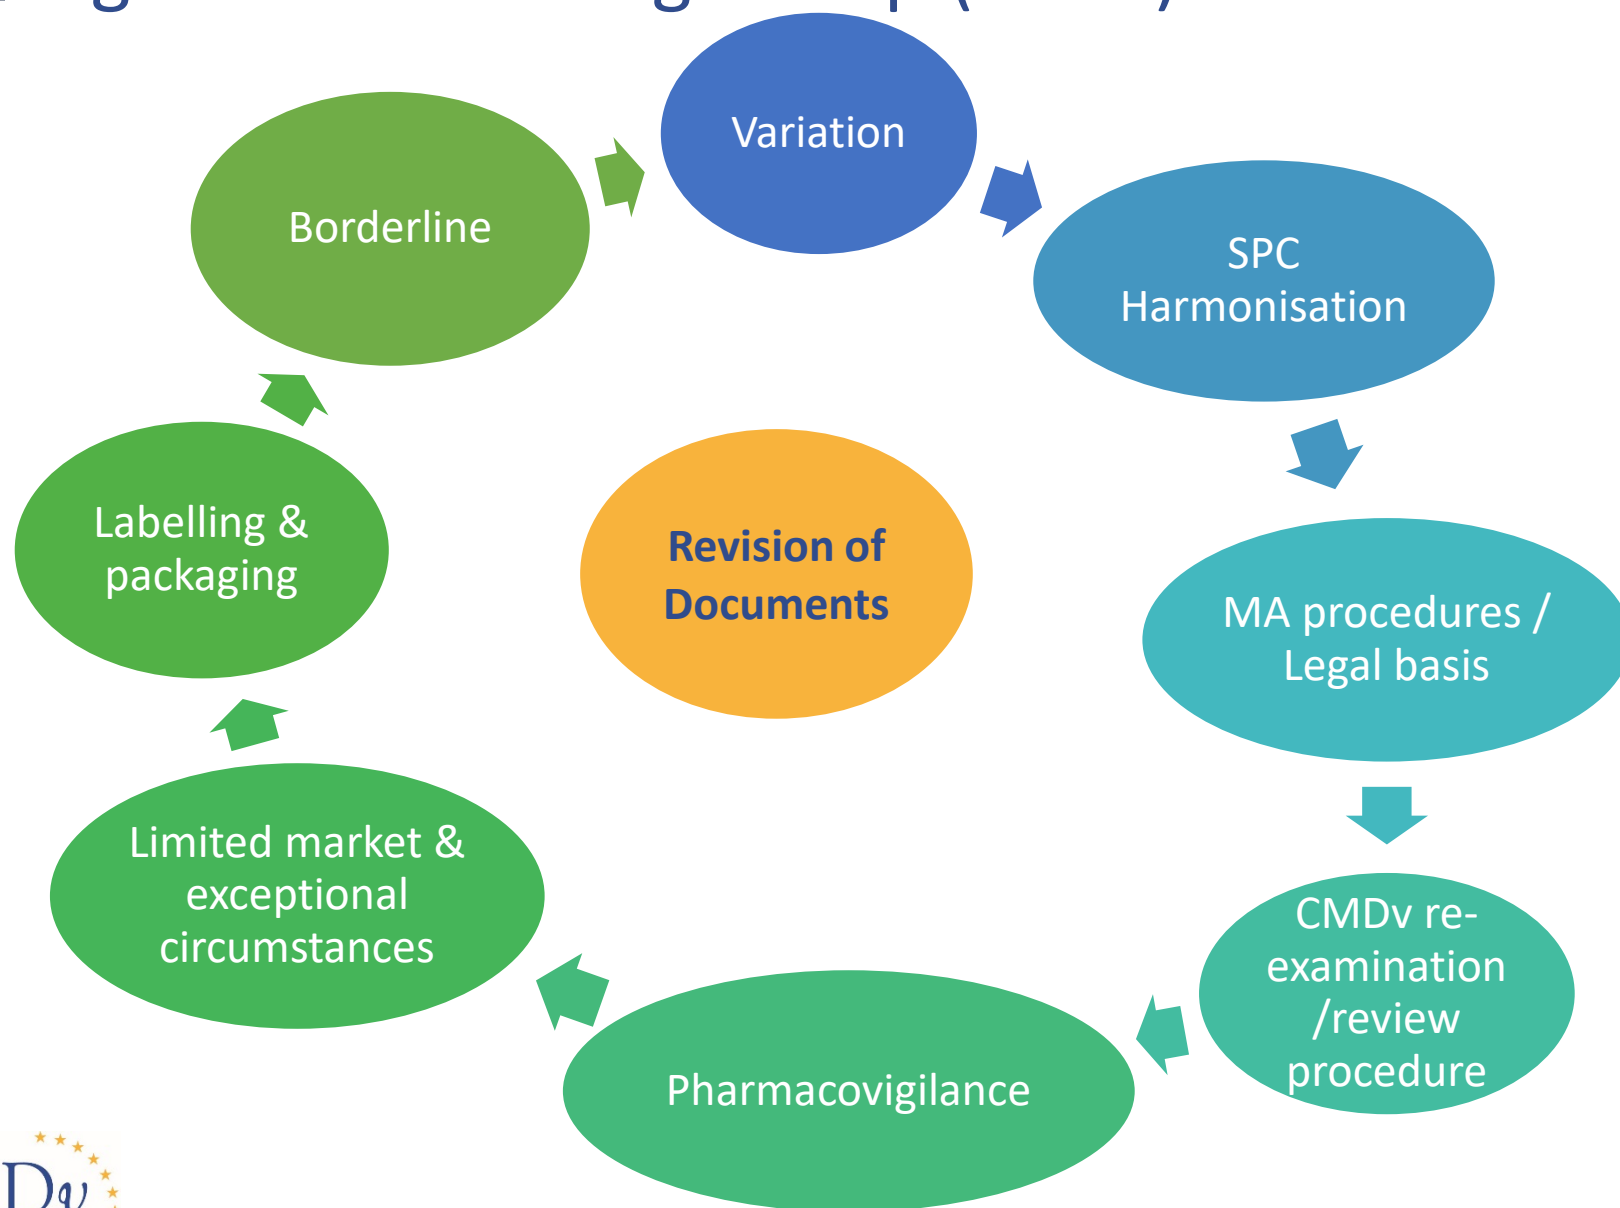 Variation
Borderline
SPC
Harmonisation
Labelling &
packaging
Revision of
Documents
MA procedures /
Legal basis
Limited market &
exceptional
circumstances
CMDv re-
examination
/review
procedure
Pharmacovigilance